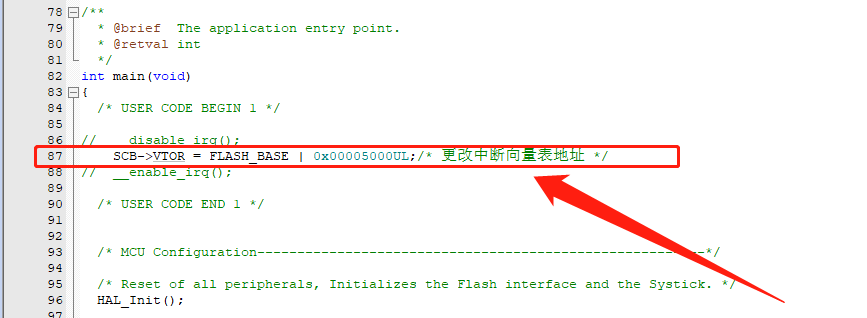 78 /**
79 * @brief  The application entry point.
80 * @retval int
81 */
82 int main(void)
83 {
84 /* USER CODE BEGIN 1 */
85
86 // __disable_irq();
87 SCB->VTOR = FLASH_BASE | 0x00005000UL;/* 更改中断向量表地址 */
88 // __enable_irq();
89
90 /* USER CODE END 1 */
91
92
93 /* MCU Configuration--------------------------------------------------------*/
94
95 /* Reset of all peripherals, Initializes the Flash interface and the Systick. */
96 HAL_Init();
97